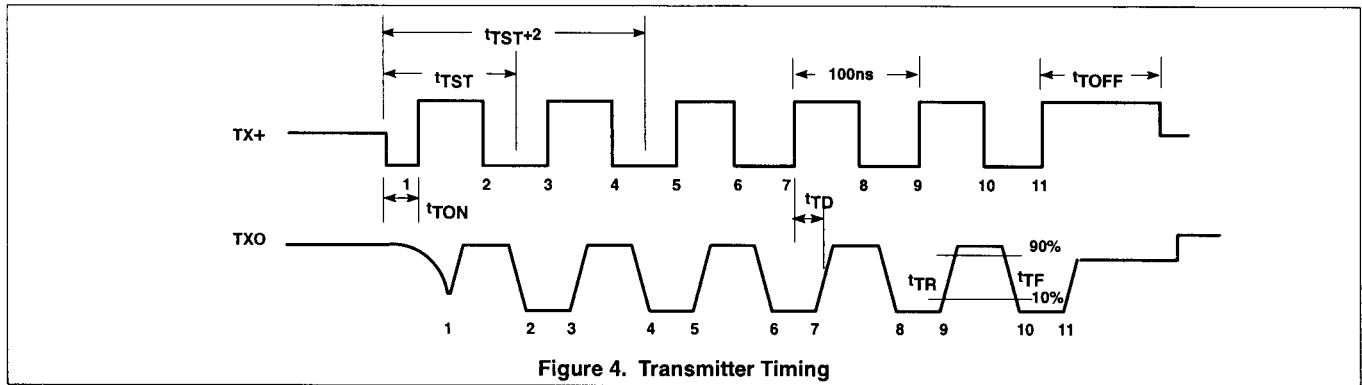 tTST+2
tTST
100ns
tTOFF
TX+
1 2 3 4 5 6 7 8 9 10 11
tTON
tTD
TXO
90%
tTR
tTF
10%
1 2 3 4 5 6 7 8 9 10 11
Figure 4. Transmitter Timing